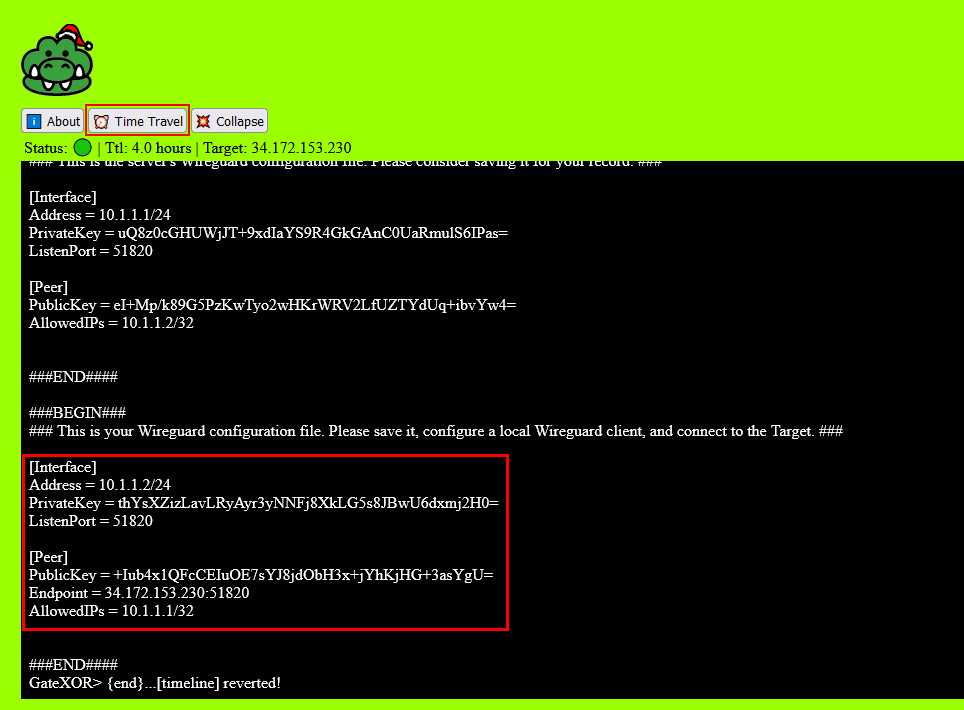 About
Time Travel
Collapse
Status: | Ttl: 4.0 hours | Target: 34.172.153.230
### This is the server's Wireguard configuration file. Please consider saving it for your record. ###
[Interface]
Address = 10.1.1.1/24
PrivateKey = uQ8z0cGHUWjJT+9xdIaYS9R4GkGAnC0UaRmulS6IPas=
ListenPort = 51820
[Peer]
PublicKey = eI+Mp/k89G5PzKwTyo2wHKrWRV2LfUZTYdUq+ibvYw4=
AllowedIPs = 10.1.1.2/32
###END####
###BEGIN###
### This is your Wireguard configuration file. Please save it, configure a local Wireguard client, and connect to the Target. ###
[Interface]
Address = 10.1.1.2/24
PrivateKey = thYsXZizLavLRyAyr3yNNFj8XkLG5s8JBwU6dxmj2H0=
ListenPort = 51820
[Peer]
PublicKey = +Iub4x1QFcCEIuOE7sYJ8jdObH3x+jYhKjHG+3asYgU=
Endpoint = 34.172.153.230:51820
AllowedIPs = 10.1.1.1/32
###END####
GateXOR> {end}...[timeline] reverted!